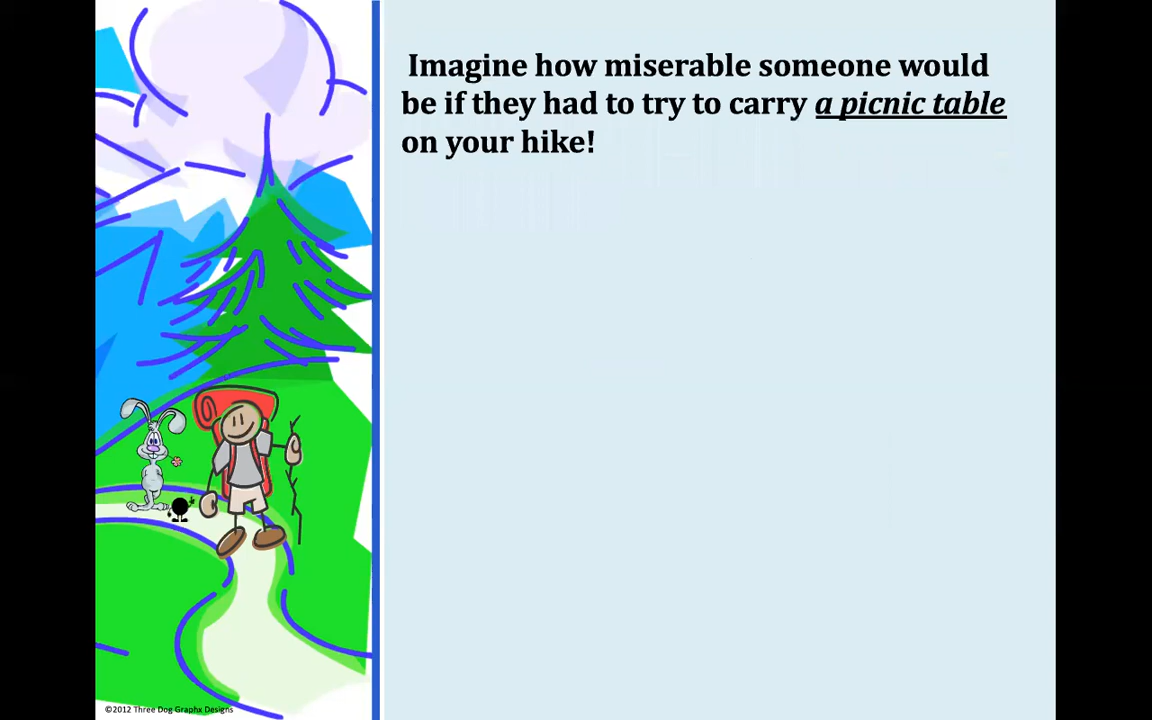 Imagine how miserable someone would
be if they had to try to carry a picnic table
on your hike!
©2012 Three Dog Graphx Designs